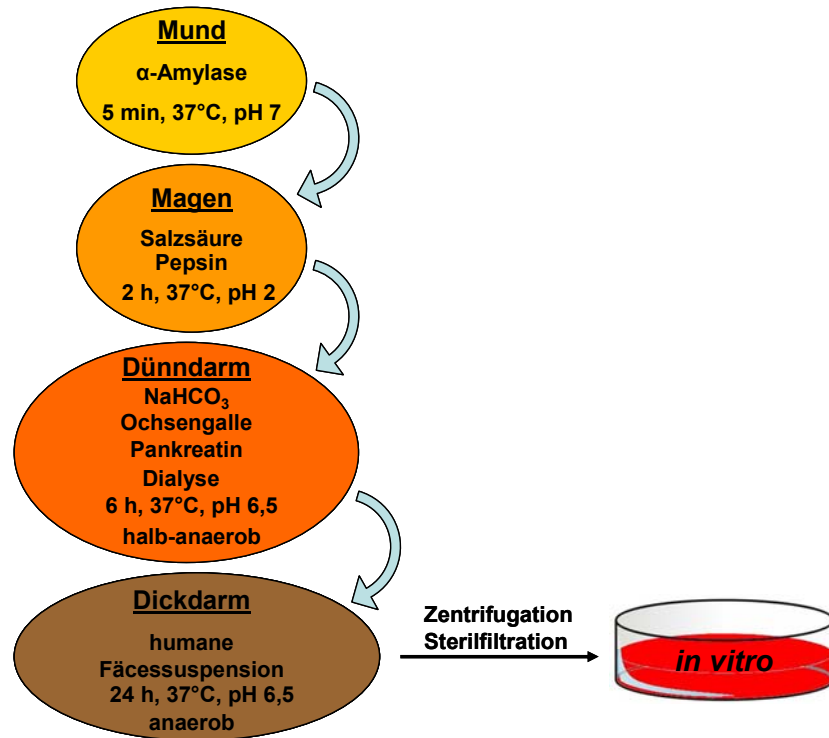 Mund
α-Amylase
5 min, 37°C, pH 7
Magen
Salzsäure
Pepsin
2 h, 37°C, pH 2
Dünndarm
NaHCO₃
Ochsengalle
Pankreatin
Dialyse
6 h, 37°C, pH 6,5
halb-anaerob
Dickdarm
humane
Fäcessuspension
24 h, 37°C, pH 6,5
anaerob
Zentrifugation
Sterilfiltration
in vitro